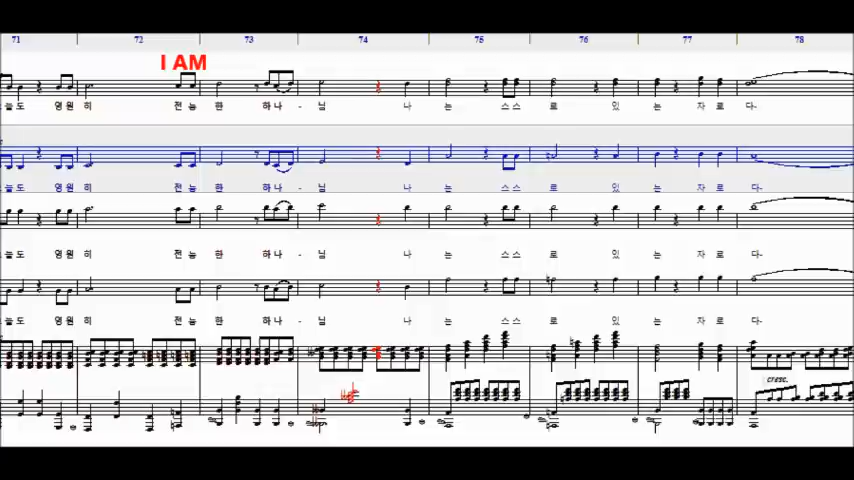 71 72 73 74 75 76 77 78
I AM
늘도 영원히 전능한 하나-님 나는 스스로 있는 자로 다-
늘도 영원히 전능한 하나-님 나는 스스로 있는 자로 다-
늘도 영원히 전능한 하나-님 나는 스스로 있는 자로 다-
늘도 영원히 전능한 하나-님 나는 스스로 있는 자로 다-
cresc.